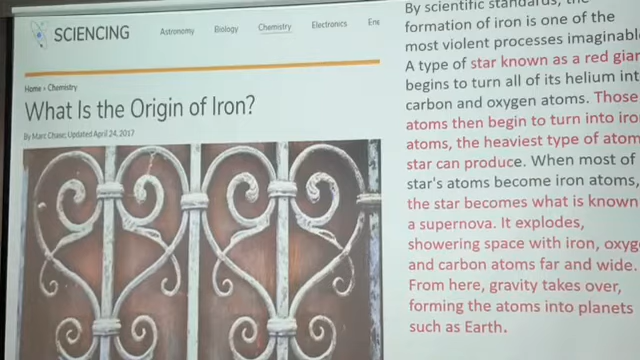 SCIENCING
Astronomy Biology Chemistry Electronics
Home » Chemistry
What Is the Origin of Iron?
By Marc Chase; Updated April 24, 2017
By scientific standards, the
formation of iron is one of the
most violent processes
A type of star known as a red
begins to turn all of its helium
carbon and oxygen atoms. Those
atoms then begin to turn into
atoms, the heaviest type of
star can produce. When most of
star's atoms become iron atoms,
the star becomes what is known
a supernova. It explodes,
showering space with iron,
and carbon atoms far and wide.
From here, gravity takes over,
forming the atoms into planets
such as Earth.